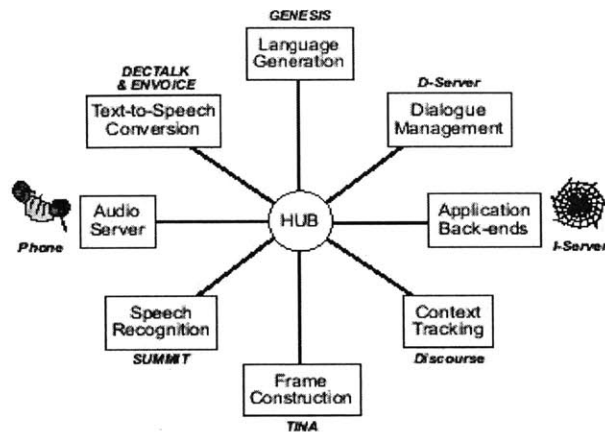 GENESIS
Language
Generation
DECTALK
& ENVOICE
Text-to-Speech
Conversion
D-Server
Dialogue
Management
Phone
Audio
Server
HUB
Application
Back-ends
I-Server
Speech
Recognition
SUMMIT
Context
Tracking
Discourse
Frame
Construction
TINA